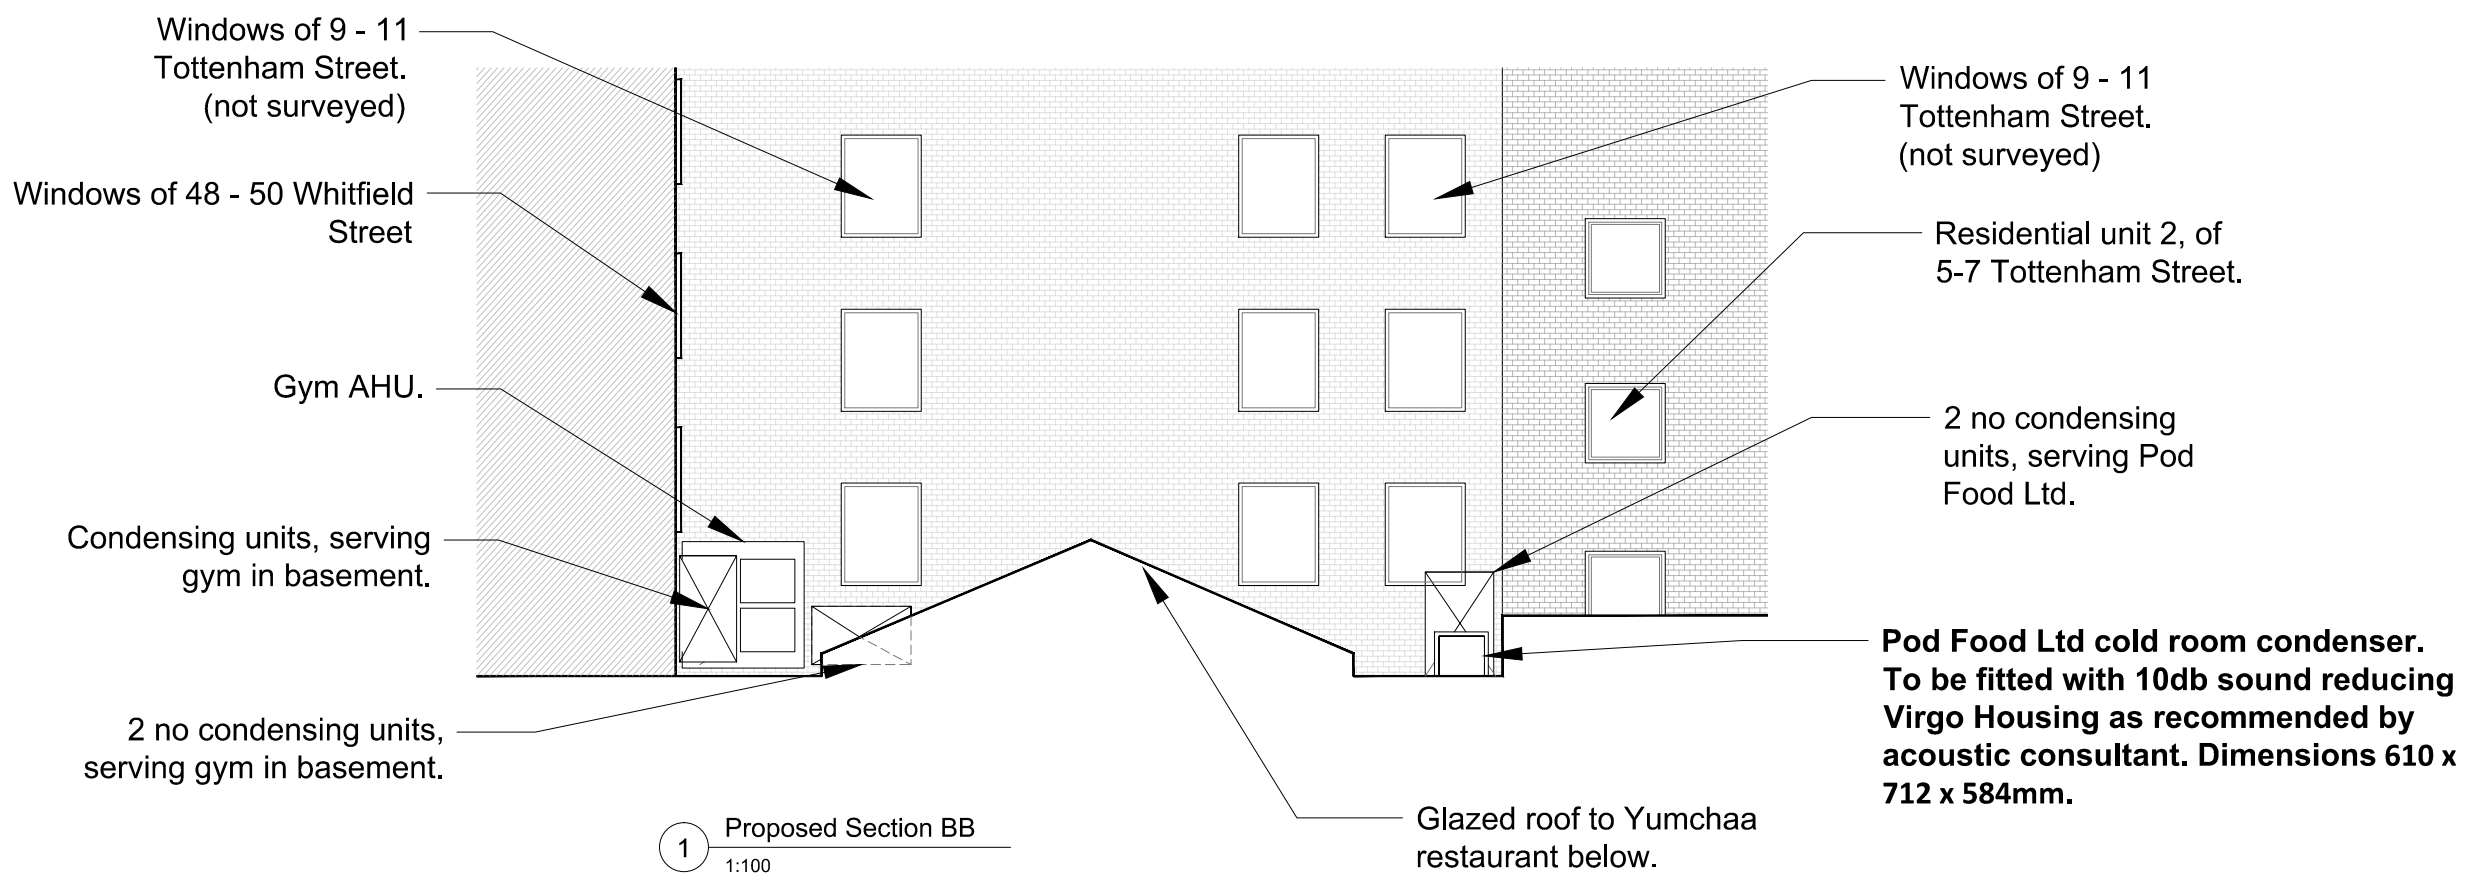 Windows of 9 - 11
Tottenham Street.
(not surveyed)
Windows of 48 - 50 Whitfield
Street
Gym AHU.
Condensing units, serving
gym in basement.
2 no condensing units,
serving gym in basement.
Windows of 9 - 11
Tottenham Street.
(not surveyed)
Residential unit 2, of
5-7 Tottenham Street.
2 no condensing
units, serving Pod
Food Ltd.
Pod Food Ltd cold room condenser.
To be fitted with 10db sound reducing
Virgo Housing as recommended by
acoustic consultant. Dimensions 610 x
712 x 584mm.
Glazed roof to Yumchaa
restaurant below.
1
Proposed Section BB
1:100